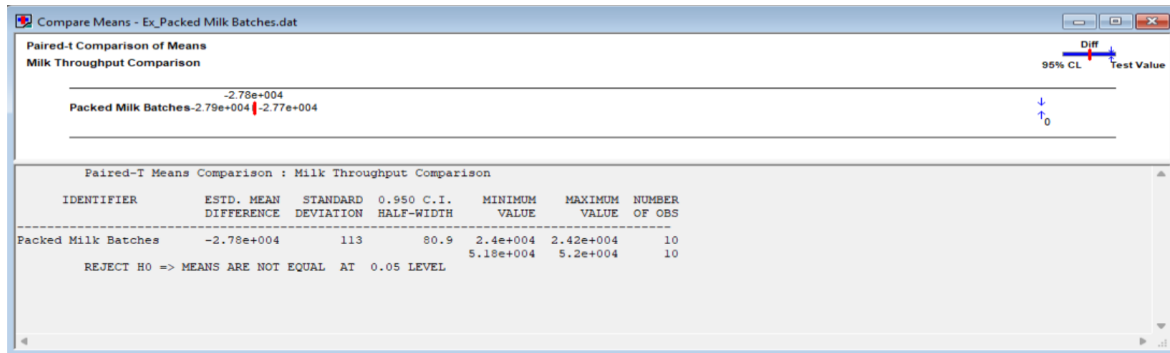 Compare Means - Ex_Packed Milk Batches.dat
Paired-t Comparison of Means
Milk Throughput Comparison
Diff
95% CL Test Value
-2.78e+004
Packed Milk Batches-2.79e+004 -2.77e+004
0
Paired-T Means Comparison : Milk Throughput Comparison
IDENTIFIER ESTD. MEAN STANDARD 0.950 C.I. MINIMUM MAXIMUM NUMBER
DIFFERENCE DEVIATION HALF-WIDTH VALUE VALUE OF OBS
Packed Milk Batches -2.78e+004 113 80.9 2.4e+004 2.42e+004 10
5.18e+004 5.2e+004 10
REJECT H0 => MEANS ARE NOT EQUAL AT 0.05 LEVEL